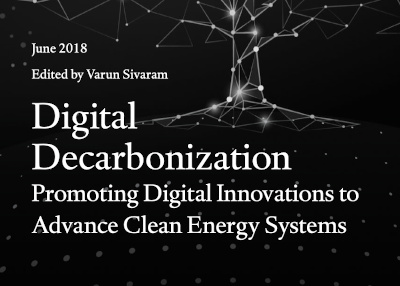 June 2018
Edited by Varun Sivaram
Digital
Decarbonization
Promoting Digital Innovations to
Advance Clean Energy Systems